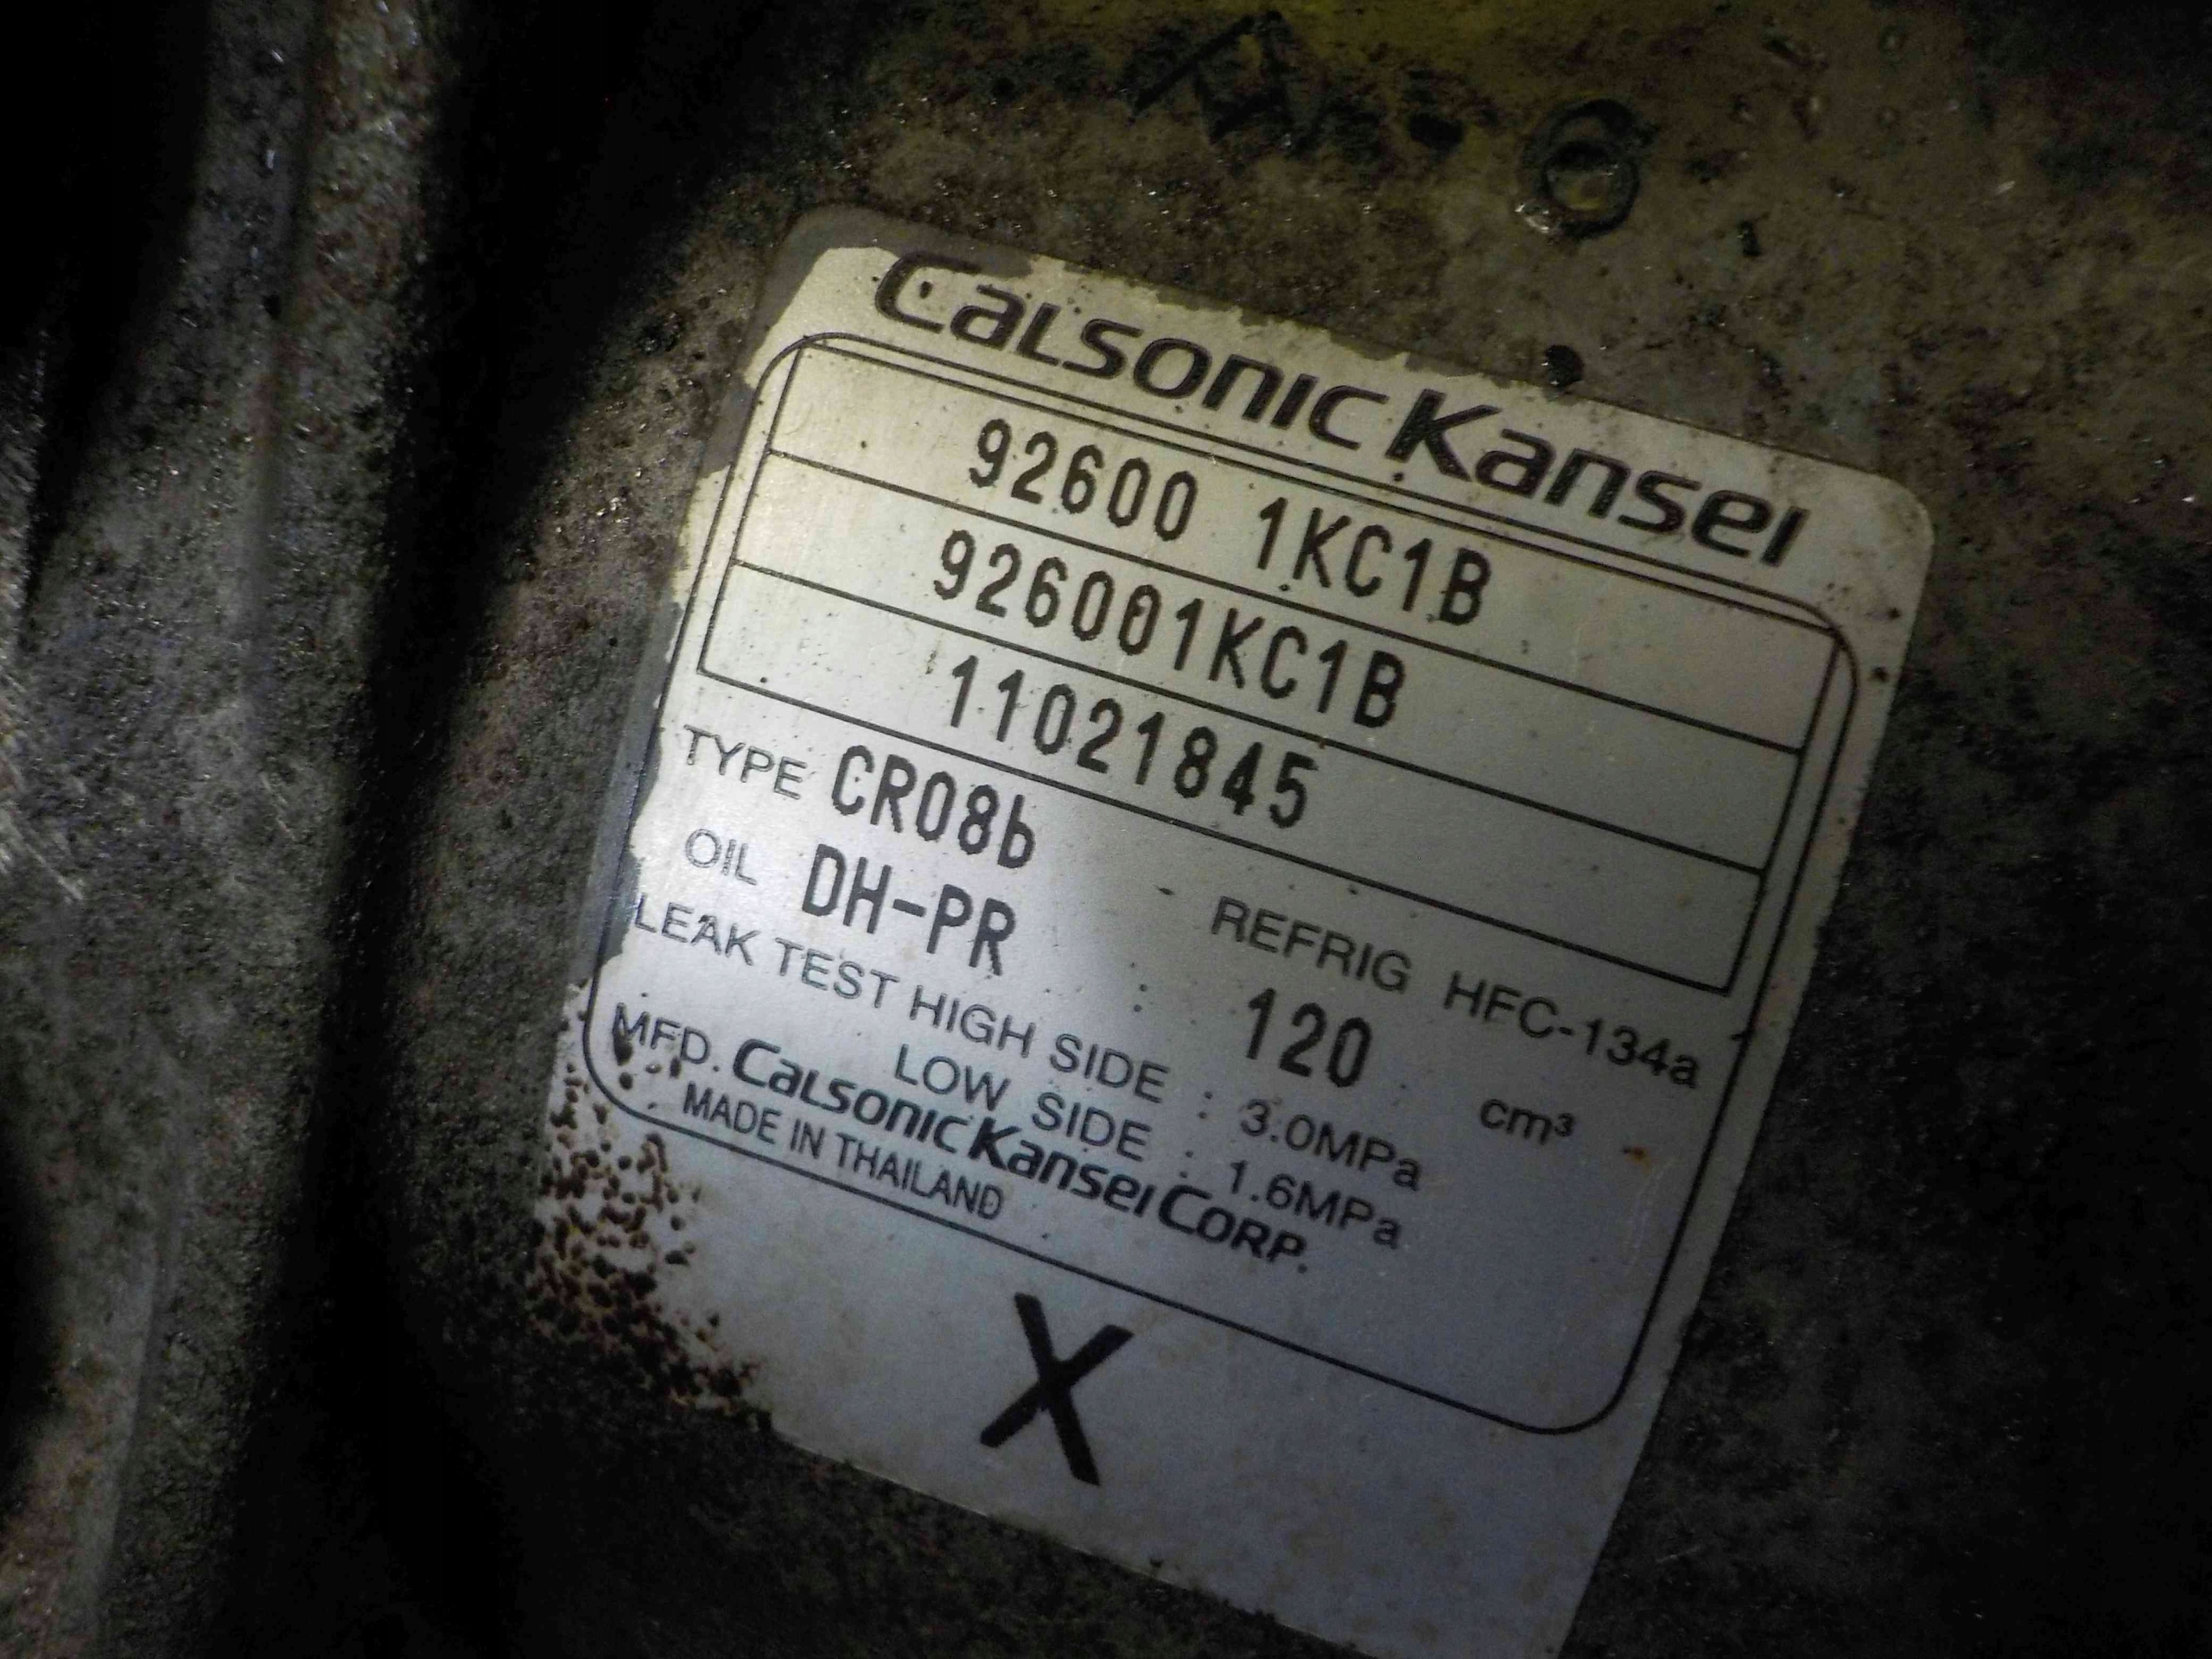 CalsonicKansei
92600 1KC1B
926001KC1B
11021845
TYPE CR08b REFRIG HFC-134a
OIL DH-PR 120 cm³
LEAK TEST HIGH SIDE : 3.0MPa
LOW SIDE : 1.6MPa
MFD. CalsonicKansei CORP.
MADE IN THAILAND
X